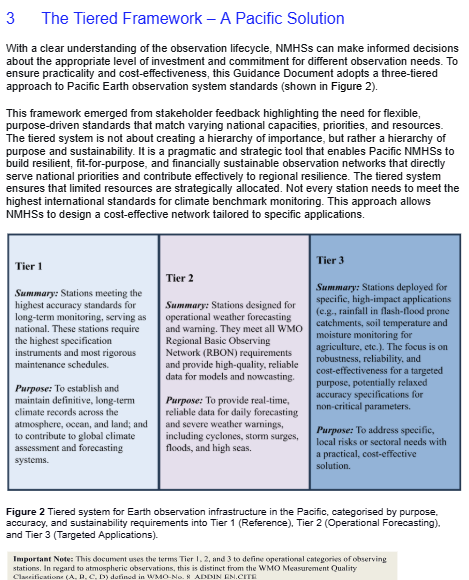 3 The Tiered Framework – A Pacific Solution
With a clear understanding of the observation lifecycle, NMHSs can make informed decisions
about the appropriate level of investment and commitment for different observation needs. To
ensure practicality and cost-effectiveness, this Guidance Document adopts a three-tiered
approach to Pacific Earth observation system standards (shown in Figure 2).
This framework emerged from stakeholder feedback highlighting the need for flexible,
purpose-driven standards that match varying national capacities, priorities, and resources.
The tiered system is not about creating a hierarchy of importance, but rather a hierarchy of
purpose and sustainability. It is a pragmatic and strategic tool that enables Pacific NMHSs to
build resilient, fit-for-purpose, and financially sustainable observation networks that directly
serve national priorities and contribute effectively to regional resilience. The tiered system
ensures that limited resources are strategically allocated. Not every station needs to meet the
highest international standards for climate benchmark monitoring. This approach allows
NMHSs to design a cost-effective network tailored to specific applications.
Tier 1
Summary: Stations meeting the
highest accuracy standards for
long-term monitoring, serving as
national. These stations require
the highest specification
instruments and most rigorous
maintenance schedules.
Purpose: To establish and
maintain definitive, long-term
climate records across the
atmosphere, ocean, and land; and
to contribute to global climate
assessment and forecasting
systems.
Tier 2
Summary: Stations designed for
operational weather forecasting
and warning. They meet all WMO
Regional Basic Observing
Network (RBON) requirements
and provide high-quality, reliable
data for models and nowcasting.
Purpose: To provide real-time,
reliable data for daily forecasting
and severe weather warnings,
including cyclones, storm surges,
floods, and high seas.
Tier 3
Summary: Stations deployed for
specific, high-impact applications
(e.g., rainfall in flash-flood prone
catchments, soil temperature and
moisture monitoring for
agriculture, etc.). The focus is on
robustness, reliability, and
cost-effectiveness for a targeted
purpose, potentially relaxed
accuracy specifications for
non-critical parameters.
Purpose: To address specific,
local risks or sectoral needs with
a practical, cost-effective
solution.
Figure 2 Tiered system for Earth observation infrastructure in the Pacific, categorised by purpose,
accuracy, and sustainability requirements into Tier 1 (Reference), Tier 2 (Operational Forecasting),
and Tier 3 (Targeted Applications).
Important Note: This document uses the terms Tier 1, 2, and 3 to define operational categories of observing
stations. In regard to atmospheric observations, this is distinct from the WMO Measurement Quality
Classifications (A, B, C, D) defined in WMO-No. 8 ADDIN EN.CITE